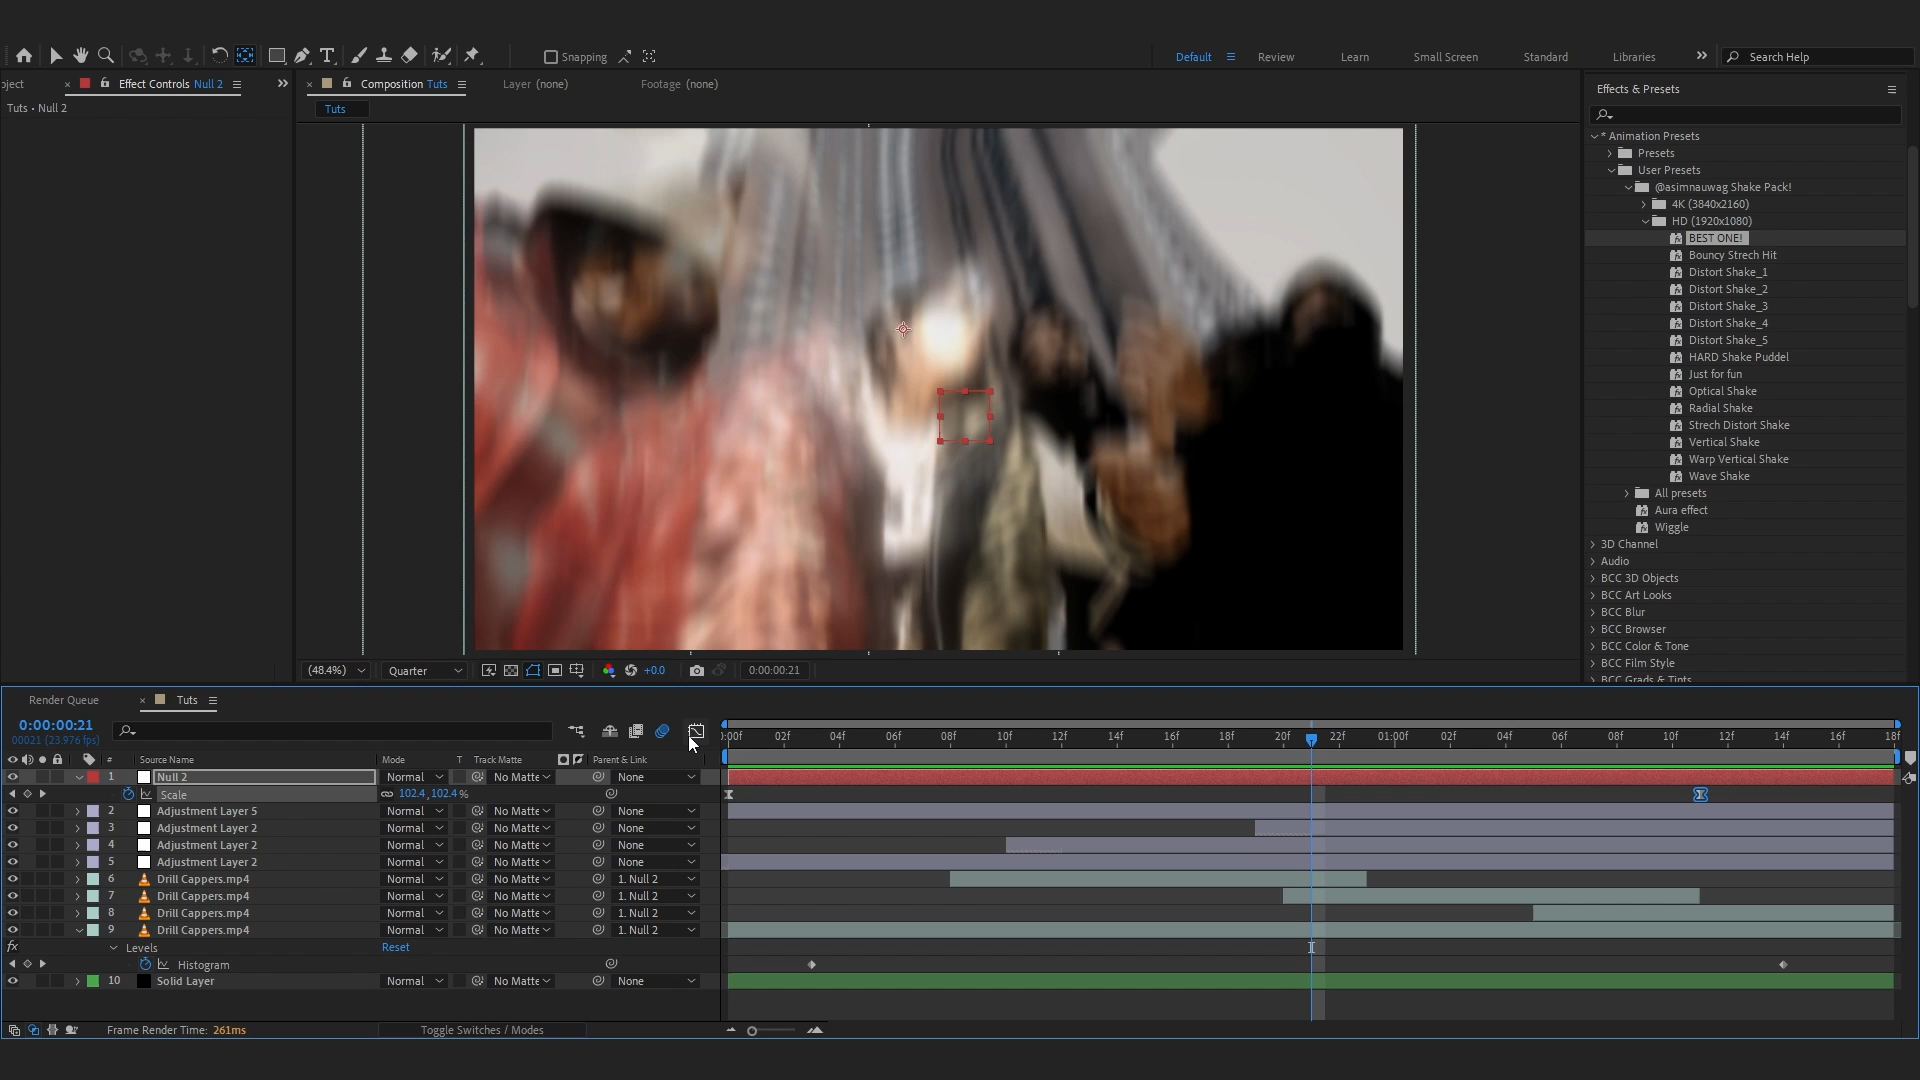 Snapping
Default
Review
Learn
Small Screen
Standard
Libraries
Search Help
oject
Effect Controls Null 2
Composition Tuts
Layer (none)
Footage (none)
Effects & Presets
Tuts • Null 2
Tuts
* Animation Presets
Presets
User Presets
@asimnauwag Shake Pack!
4K (3840x2160)
HD (1920x1080)
BEST ONE!
Bouncy Strech Hit
Distort Shake_1
Distort Shake_2
Distort Shake_3
Distort Shake_4
Distort Shake_5
HARD Shake Puddel
Just for fun
Optical Shake
Radial Shake
Strech Distort Shake
Vertical Shake
Warp Vertical Shake
Wave Shake
All presets
Aura effect
Wiggle
3D Channel
Audio
BCC 3D Objects
BCC Art Looks
BCC Blur
BCC Browser
BCC Color & Tone
BCC Film Style
BCC Grads & Tints
(48.4%)
Quarter
+0.0
0:00:00:21
Render Queue
Tuts
0:00:00:21
00021 (23.976 fps)
):00f 02f 04f 06f 08f 10f 12f 14f 16f 18f 20f 22f 01:00f 02f 04f 06f 08f 10f 12f 14f 16f 18f
# Source Name Mode T Track Matte Parent & Link
1 Null 2 Normal No Matte None
Scale 102.4, 102.4 %
2 Adjustment Layer 5 Normal No Matte None
3 Adjustment Layer 2 Normal No Matte None
4 Adjustment Layer 2 Normal No Matte None
5 Adjustment Layer 2 Normal No Matte None
6 Drill Cappers.mp4 Normal No Matte 1. Null 2
7 Drill Cappers.mp4 Normal No Matte 1. Null 2
8 Drill Cappers.mp4 Normal No Matte 1. Null 2
9 Drill Cappers.mp4 Normal No Matte 1. Null 2
fx Levels Reset
Histogram
10 Solid Layer Normal No Matte None
Frame Render Time: 261ms
Toggle Switches / Modes